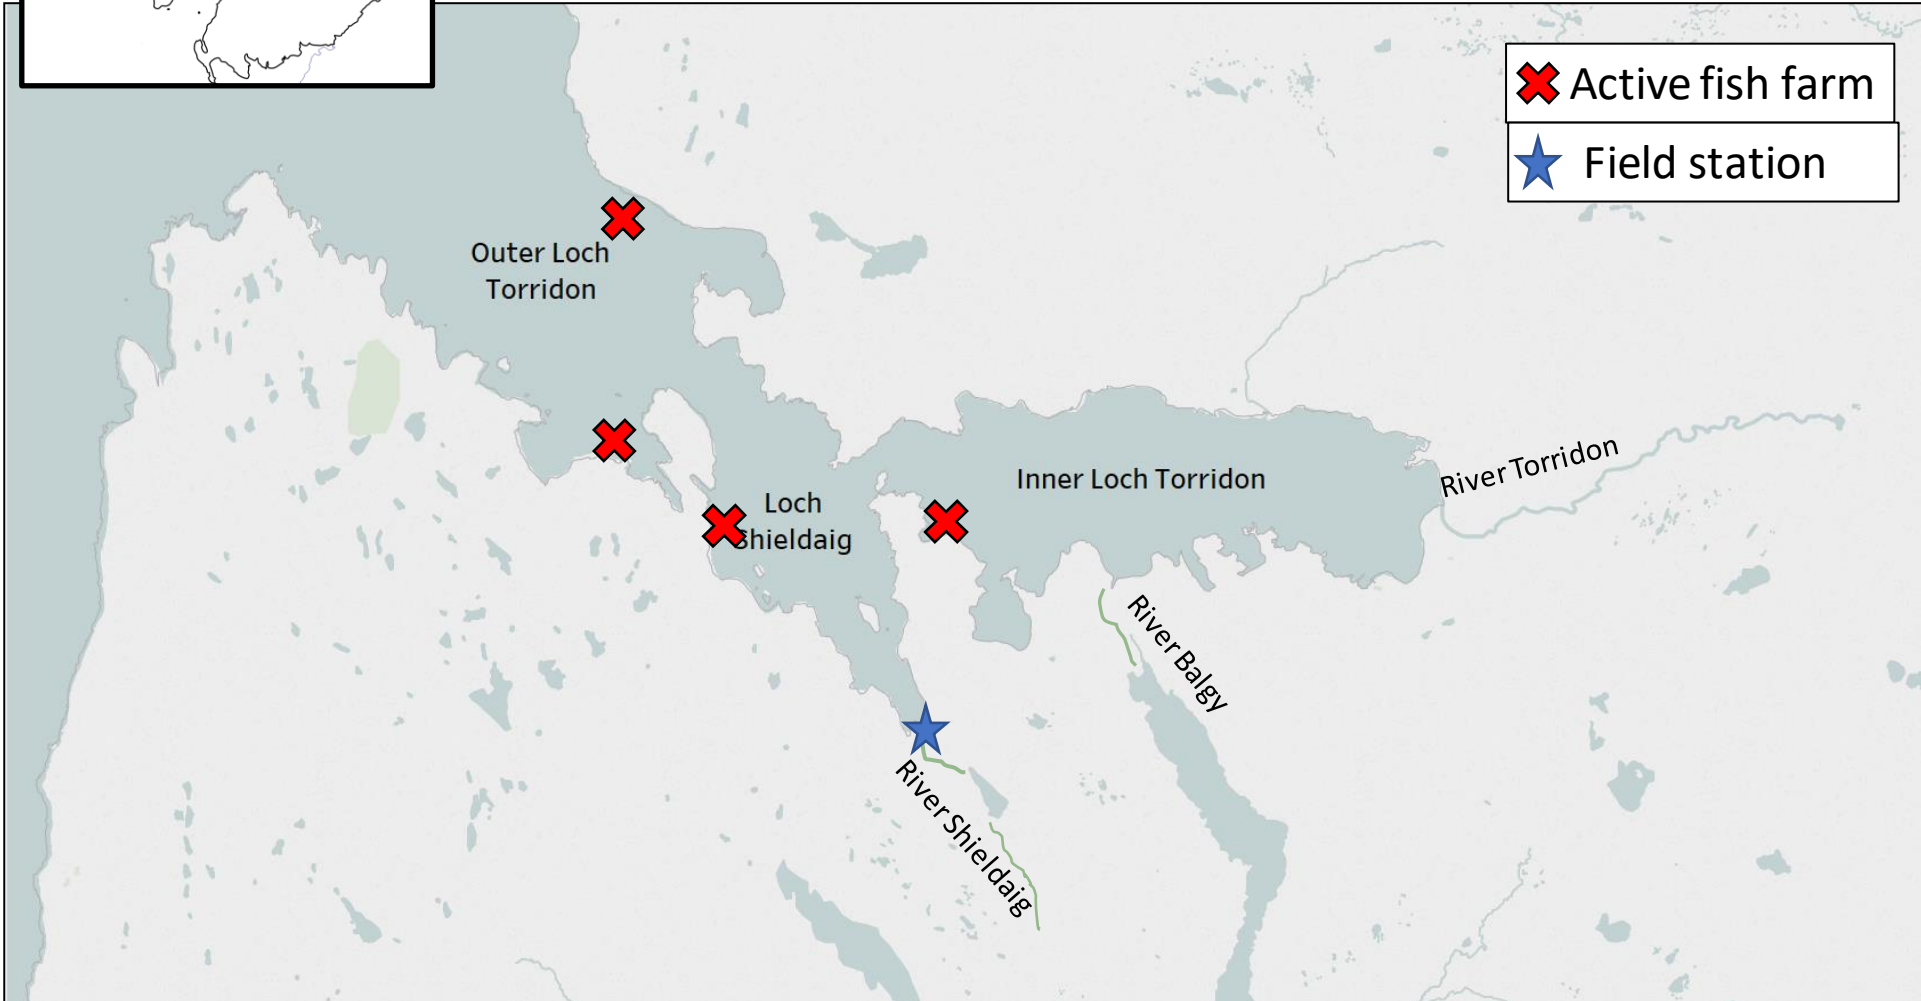 Active fish farm
Field station
Outer Loch
Torridon
Inner Loch Torridon
River Torridon
Loch
Shieldaig
River Balgy
River Shieldaig